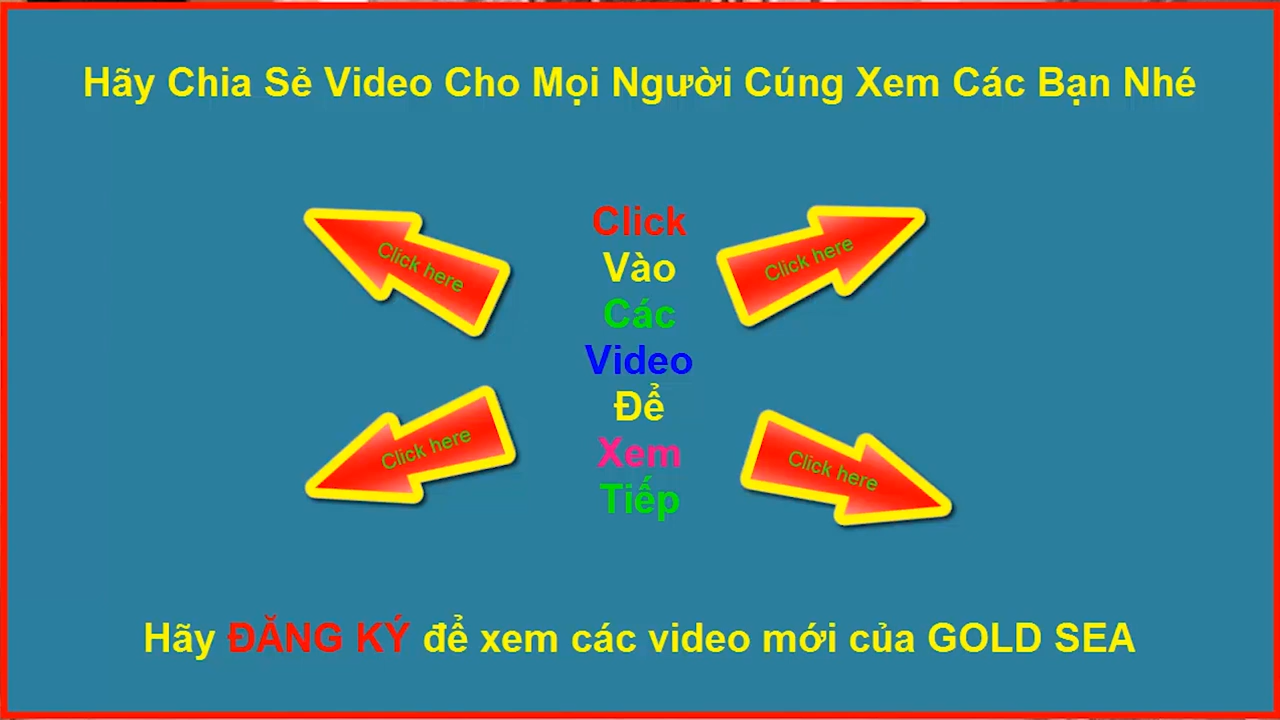 Hãy Chia Sẻ Video Cho Mọi Người Cúng Xem Các Bạn Nhé
Click here
Click here
Click
Vào
Các
Video
Để
Xem
Tiếp
Click here
Click here
Hãy ĐĂNG KÝ để xem các video mới của GOLD SEA